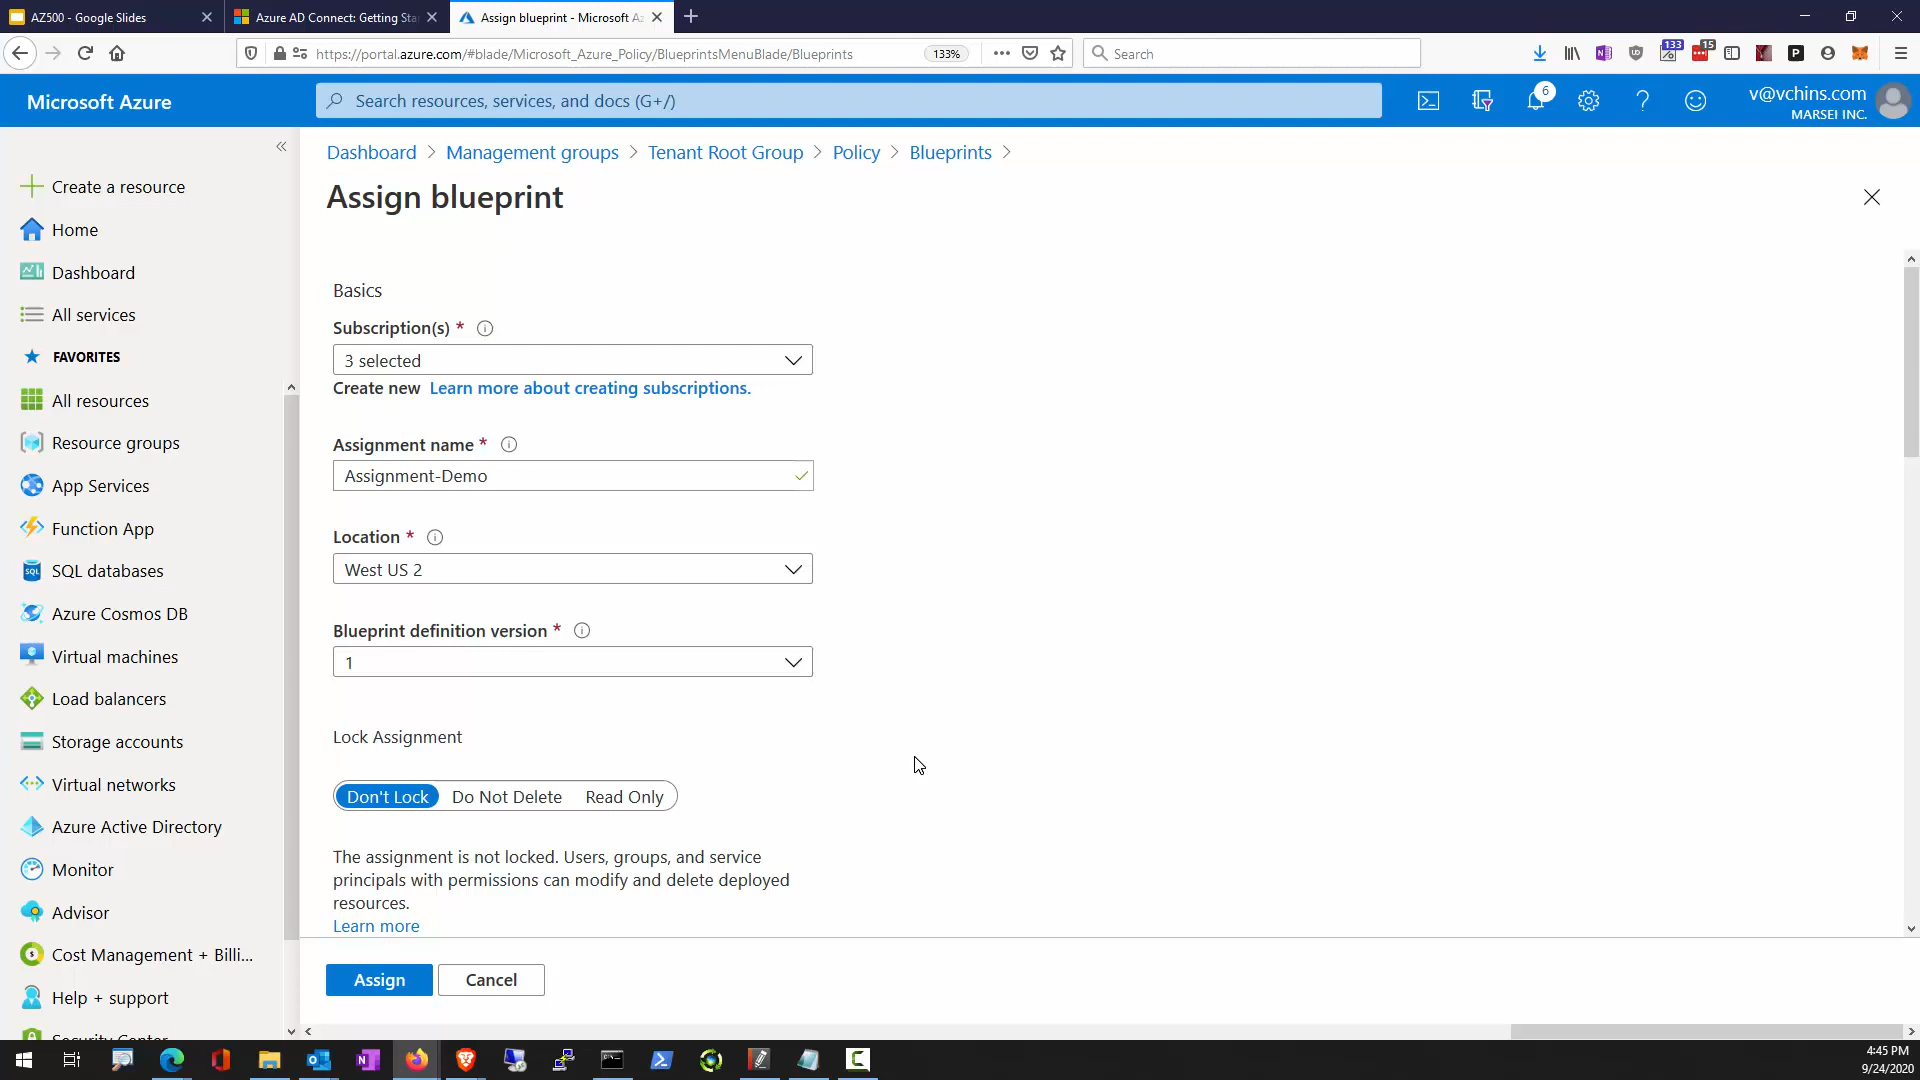 AZ500 - Google Slides
Azure AD Connect: Getting Sta
Assign blueprint - Microsoft Az
https://portal.azure.com/#blade/Microsoft_Azure_Policy/BlueprintsMenuBlade/Blueprints
133%
Search
133
15
Microsoft Azure
Search resources, services, and docs (G+/)
6
v@vchins.com
MARSEI INC.
Dashboard > Management groups > Tenant Root Group > Policy > Blueprints >
Assign blueprint
Create a resource
Home
Dashboard
All services
FAVORITES
All resources
Resource groups
App Services
Function App
SQL databases
Azure Cosmos DB
Virtual machines
Load balancers
Storage accounts
Virtual networks
Azure Active Directory
Monitor
Advisor
Cost Management + Billi...
Help + support
Security Center
Basics
Subscription(s) *
3 selected
Create new Learn more about creating subscriptions.
Assignment name *
Assignment-Demo
Location *
West US 2
Blueprint definition version *
1
Lock Assignment
Don't Lock Do Not Delete Read Only
The assignment is not locked. Users, groups, and service
principals with permissions can modify and delete deployed
resources.
Learn more
Assign Cancel
4:45 PM
9/24/2020